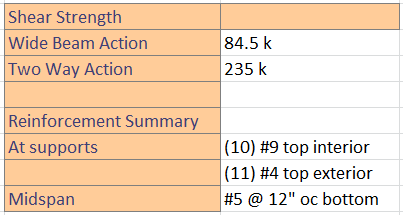 Shear Strength
Wide Beam Action 84.5 k
Two Way Action 235 k
Reinforcement Summary
At supports (10) #9 top interior
(11) #4 top exterior
Midspan #5 @ 12" oc bottom